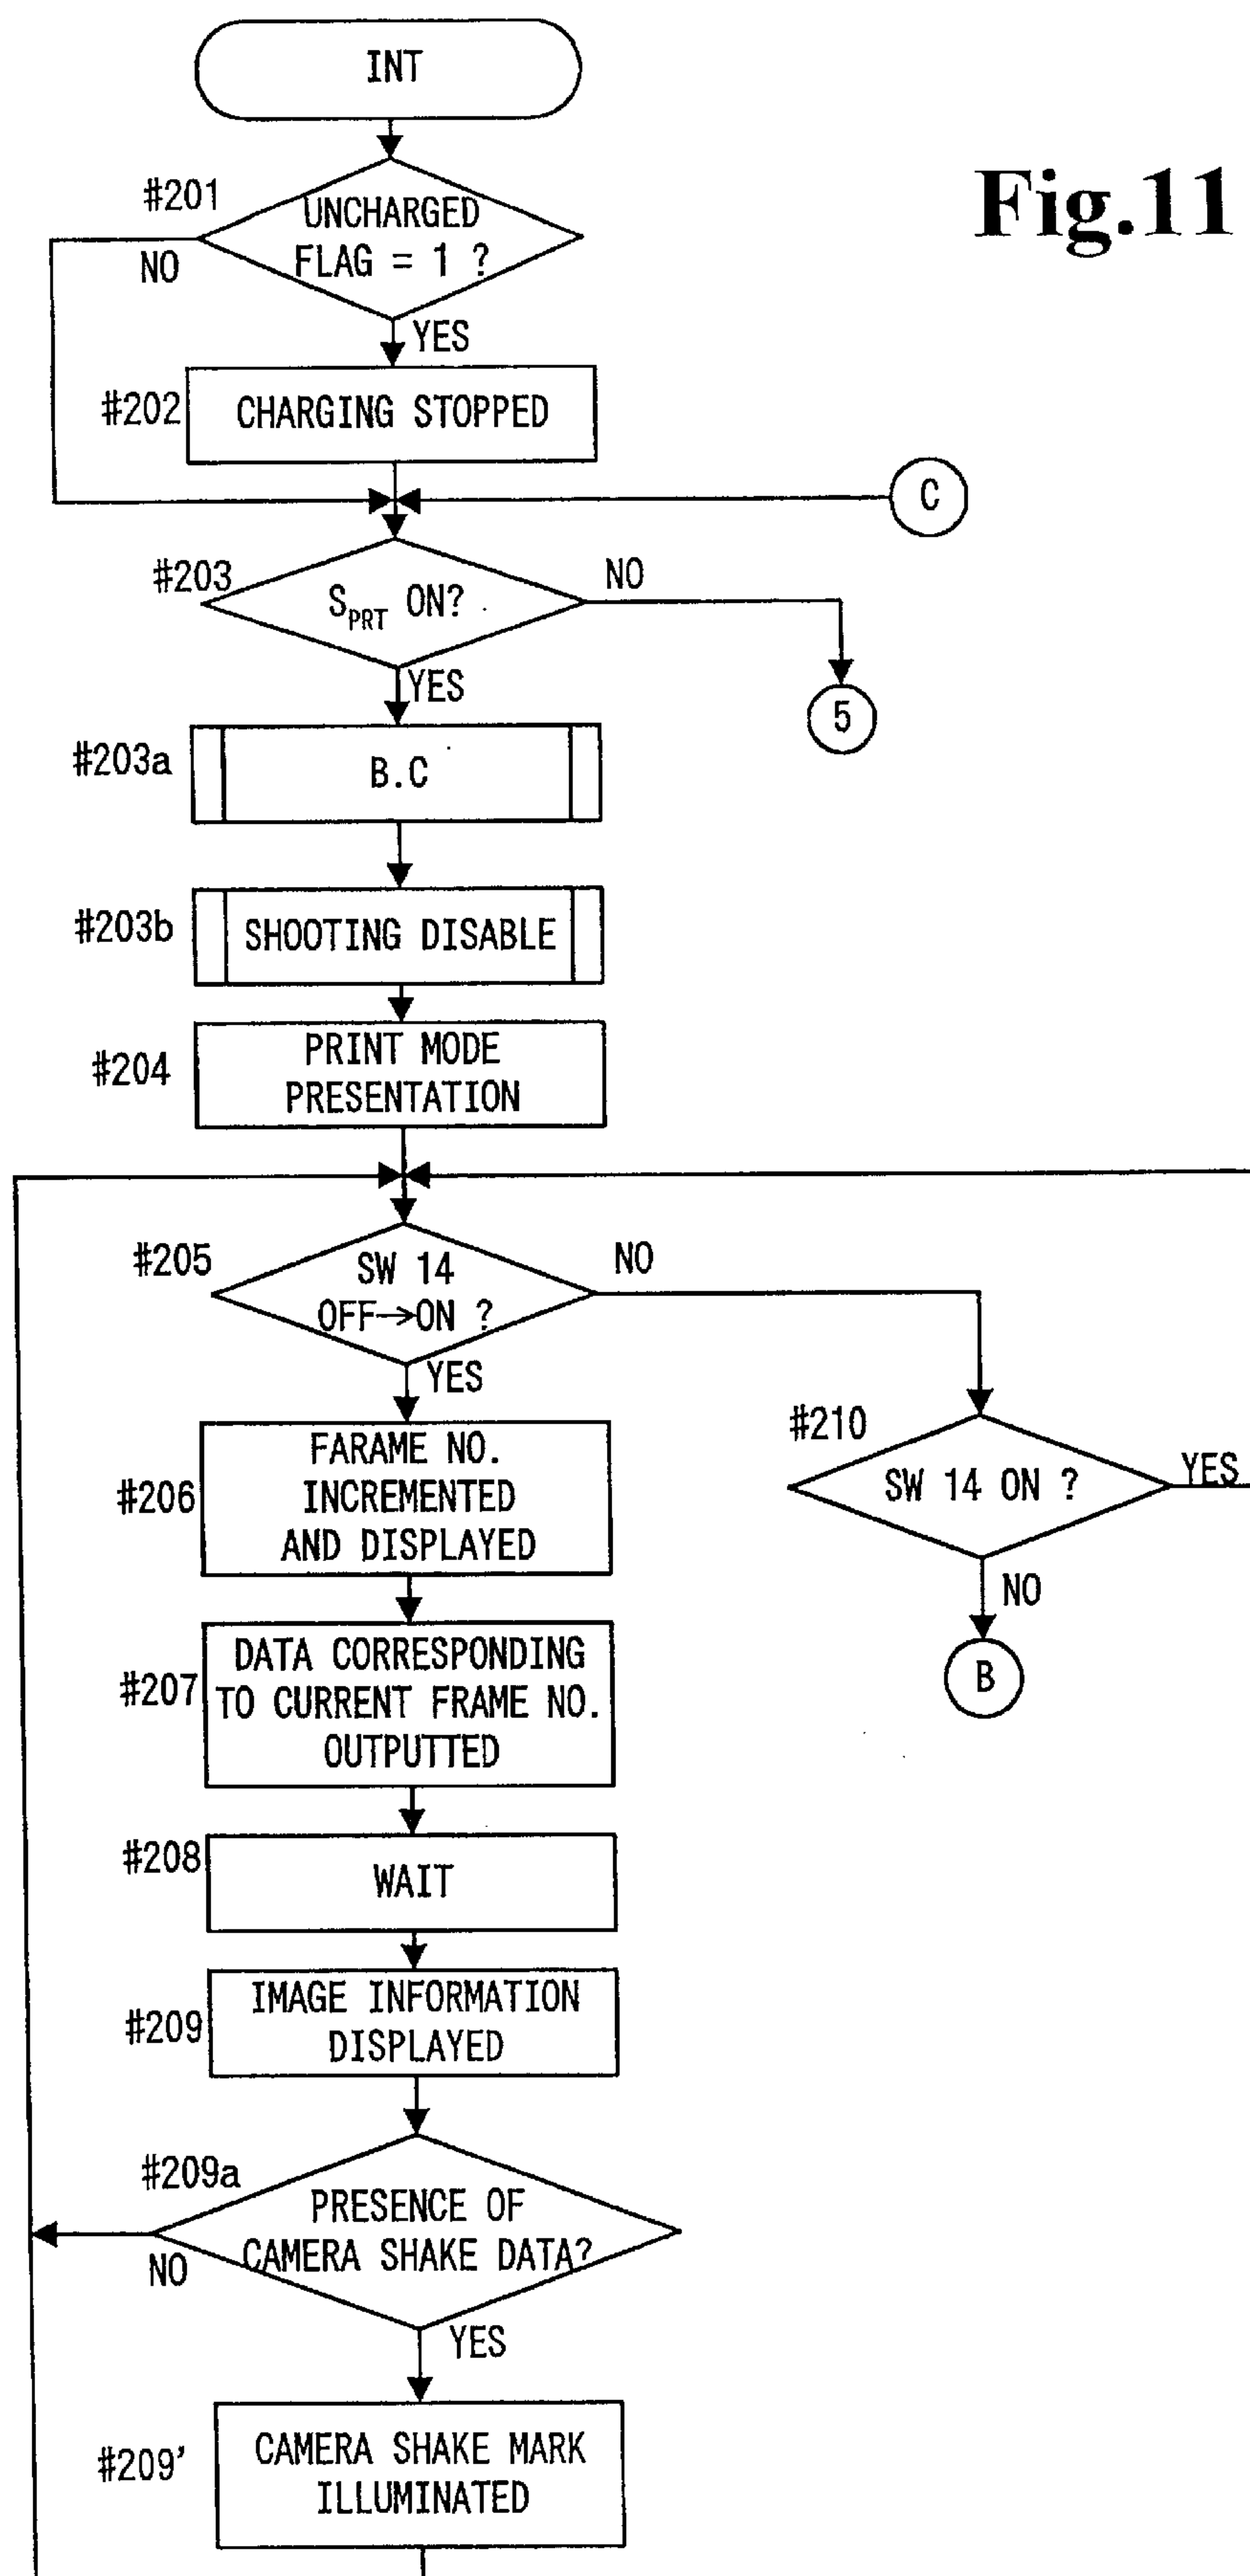 INT
Fig.11
#201
UNCHARGED
FLAG = 1 ?
NO
YES
#202
CHARGING STOPPED
C
#203
S_PRT ON?
NO
YES
5
#203a
B.C
#203b
SHOOTING DISABLE
#204
PRINT MODE
PRESENTATION
#205
SW 14
OFF→ON ?
NO
YES
#210
SW 14 ON ?
YES
NO
B
#206
FARAME NO.
INCREMENTED
AND DISPLAYED
#207
DATA CORRESPONDING
TO CURRENT FRAME NO.
OUTPUTTED
#208
WAIT
#209
IMAGE INFORMATION
DISPLAYED
#209a
PRESENCE OF
CAMERA SHAKE DATA?
NO
YES
#209'
CAMERA SHAKE MARK
ILLUMINATED